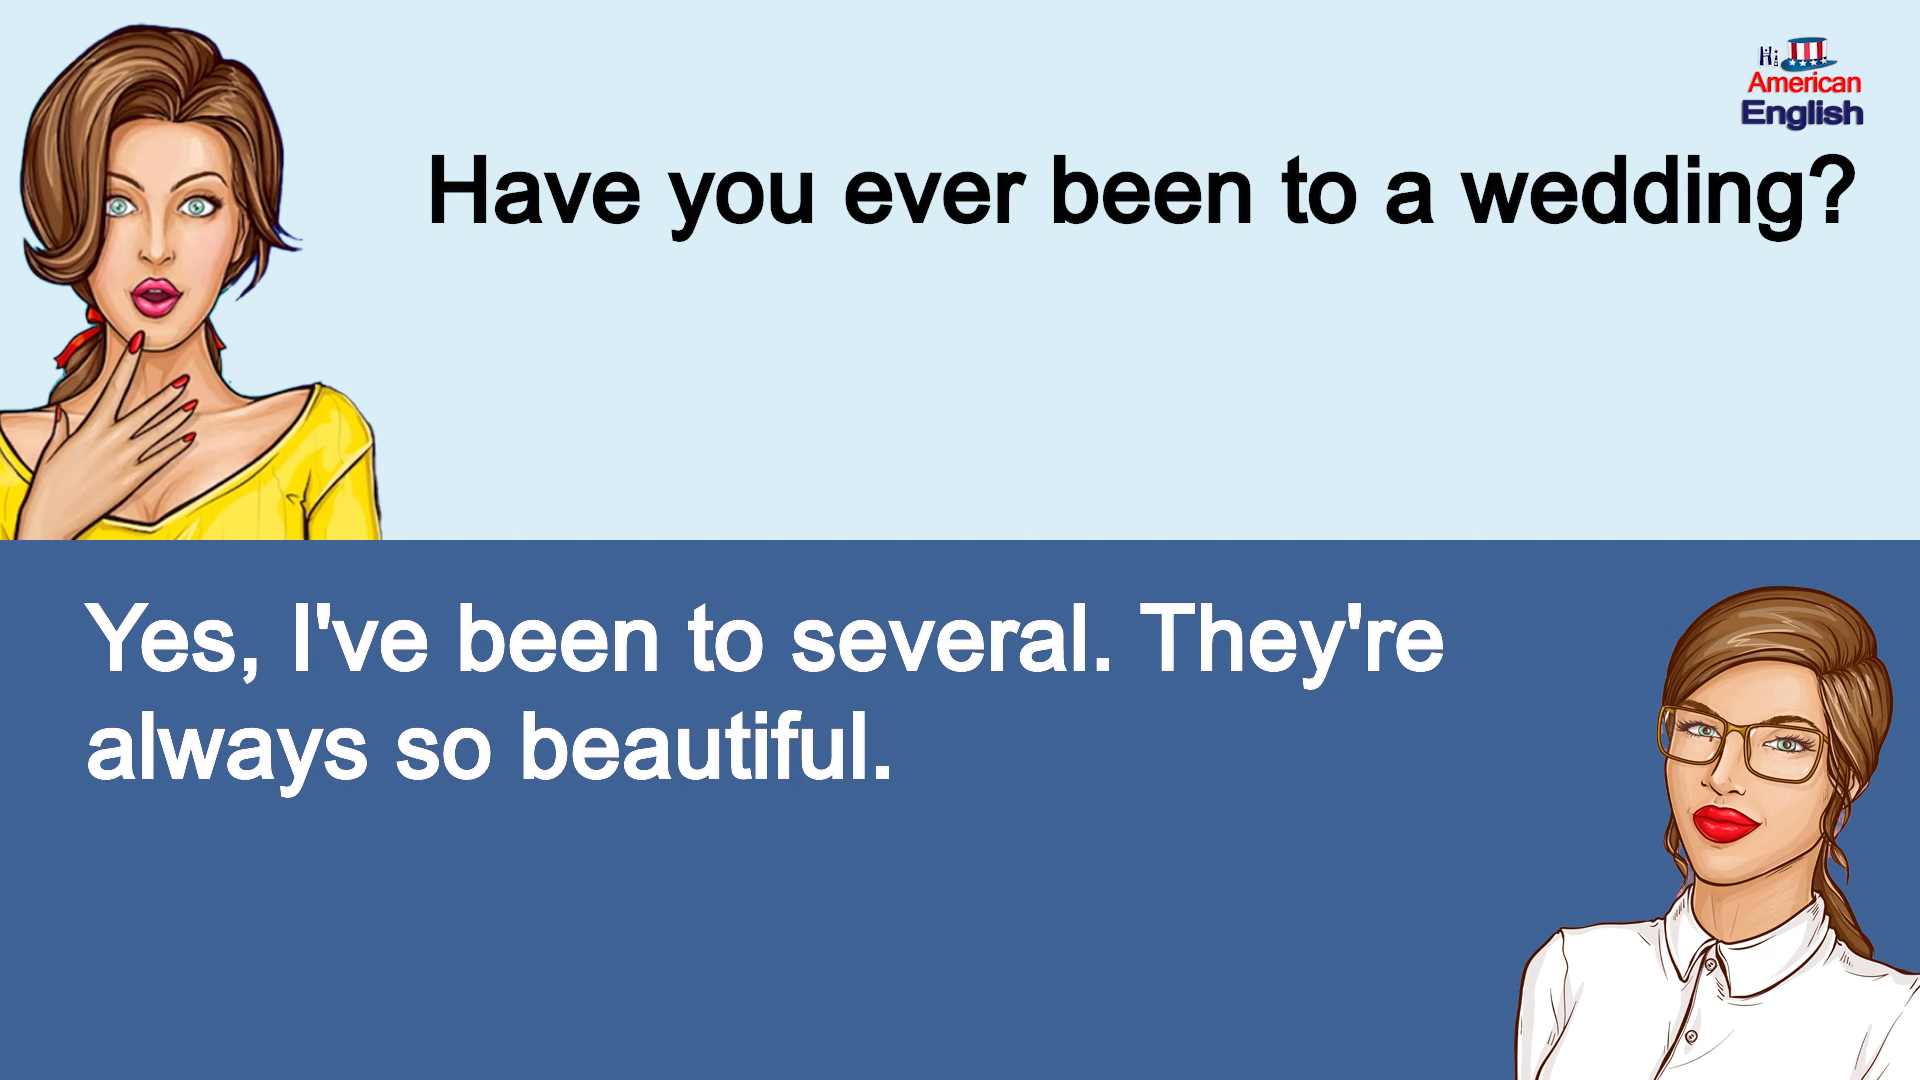 Hi
American
English
Have you ever been to a wedding?
Yes, I've been to several. They're
always so beautiful.